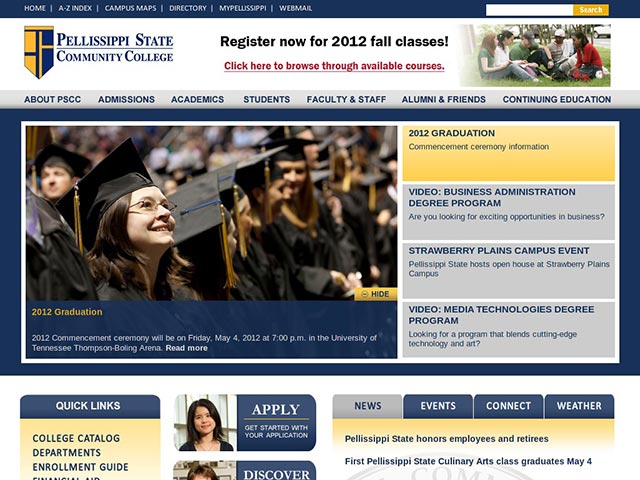 HOME | A-Z INDEX | CAMPUS MAPS | DIRECTORY | MYPELLISSIPPI | WEBMAIL
Search
PELLISSIPPI STATE
COMMUNITY COLLEGE
Register now for 2012 fall classes!
Click here to browse through available courses.
ABOUT PSCC ADMISSIONS ACADEMICS STUDENTS FACULTY & STAFF ALUMNI & FRIENDS CONTINUING EDUCATION
HIDE
2012 Graduation
2012 Commencement ceremony will be on Friday, May 4, 2012 at 7:00 p.m. in the University of
Tennessee Thompson-Boling Arena. Read more
2012 GRADUATION
Commencement ceremony information
VIDEO: BUSINESS ADMINISTRATION
DEGREE PROGRAM
Are you looking for exciting opportunities in business?
STRAWBERRY PLAINS CAMPUS EVENT
Pellissippi State hosts open house at Strawberry Plains
Campus
VIDEO: MEDIA TECHNOLOGIES DEGREE
PROGRAM
Looking for a program that blends cutting-edge
technology and art?
QUICK LINKS
COLLEGE CATALOG
DEPARTMENTS
ENROLLMENT GUIDE
FINANCIAL AID
APPLY
GET STARTED WITH
YOUR APPLICATION
DISCOVER
NEWS EVENTS CONNECT WEATHER
Pellissippi State honors employees and retirees
First Pellissippi State Culinary Arts class graduates May 4